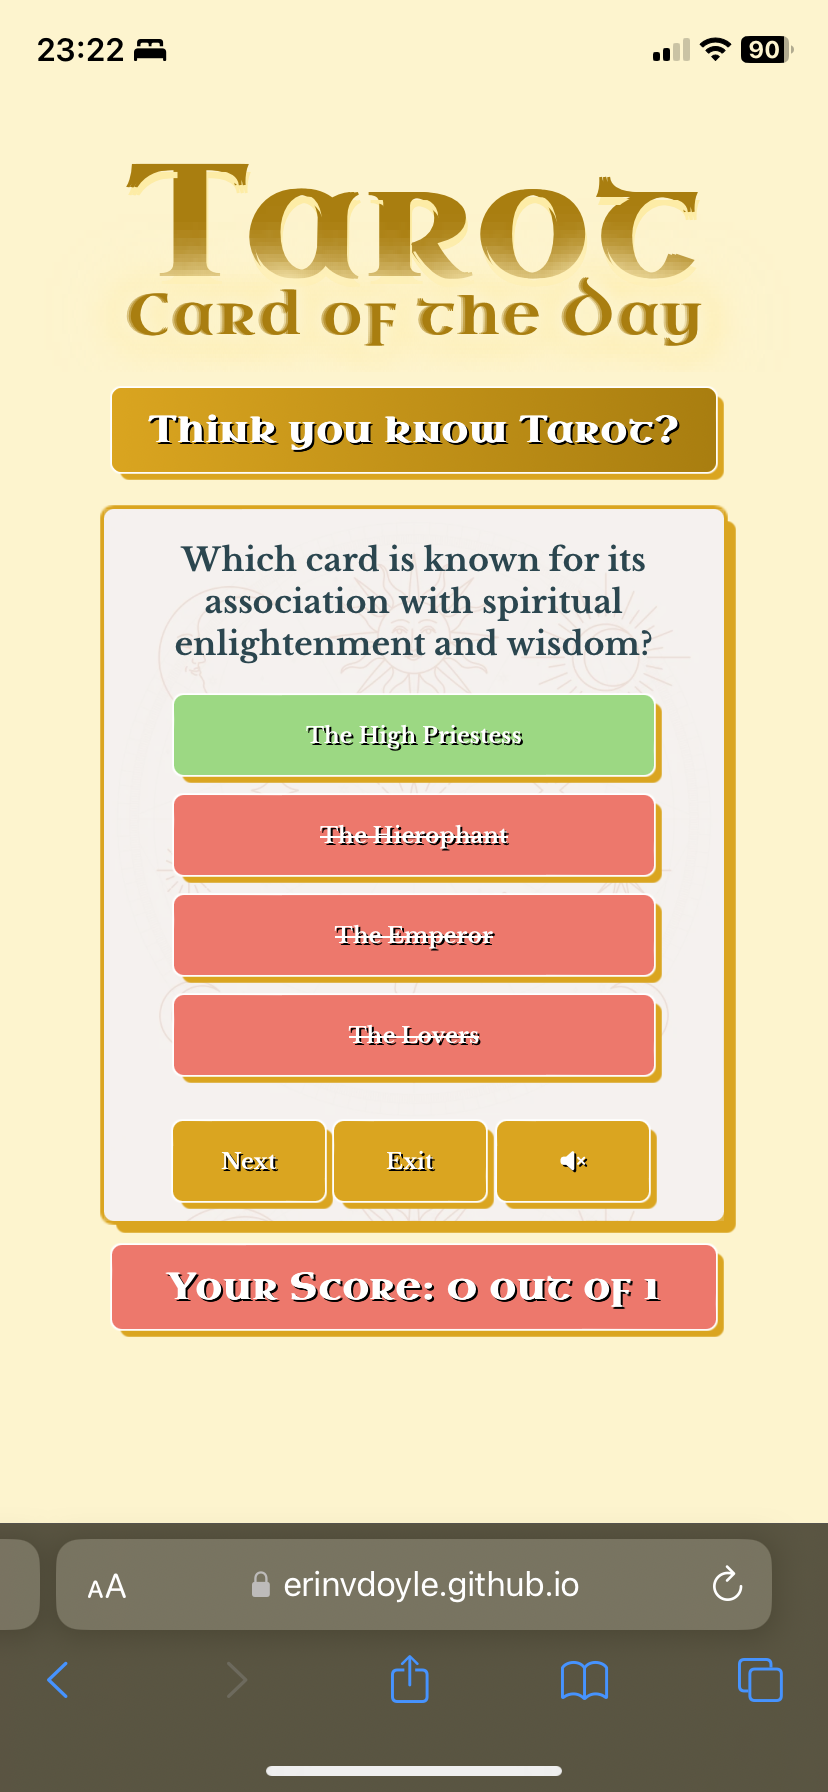 23:22
90
Tarot
Card of the Day
Think you know Tarot?
Which card is known for its
association with spiritual
enlightenment and wisdom?
The High Priestess
The Hierophant
The Emperor
The Lovers
Next Exit
Your Score: 0 out of 1
AA erinvdoyle.github.io